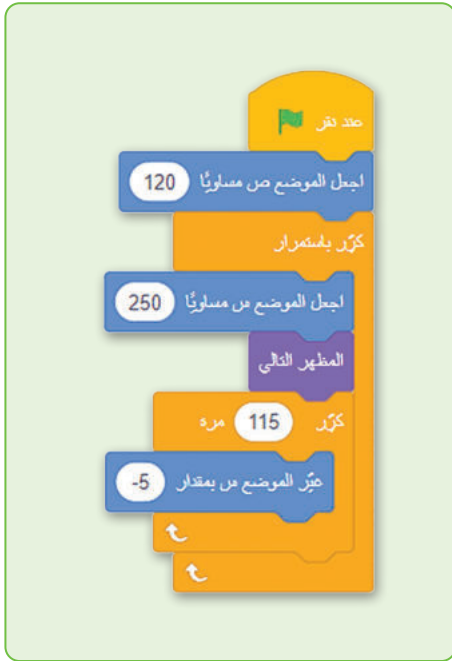 عند نقر
اجعل الموضع ص مساويًا 120
كرّر باستمرار
اجعل الموضع س مساويًا 250
المظهر التالي
كرّر 115 مرة
غيّر الموضع س بمقدار -5